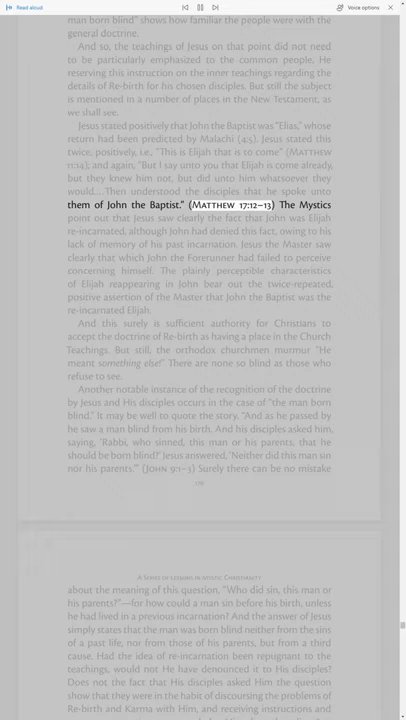 Read aloud
Voice options
man born blind" shows how familiar the people were with the
general doctrine.
And so, the teachings of Jesus on that point did not need
to be particularly emphasized to the common people. He
reserving this instruction on the inner teachings regarding the
details of Re-birth for his chosen disciples. But still the subject
is mentioned in a number of places in the New Testament, as
we shall see.
Jesus stated positively that John the Baptist was "Elias," whose
return had been predicted by Malachi (4:5). Jesus stated this
twice, positively, i.e., "This is Elijah that is to come" (Matthew
11:14); and again, "But I say unto you that Elijah is come already,
but they knew him not, but did unto him whatsoever they
would.... Then understood the disciples that he spoke unto
them of John the Baptist." (Matthew 17:12–13) The Mystics
point out that Jesus saw clearly the fact that John was Elijah
re-incarnated, although John had denied this fact, owing to his
lack of memory of his past incarnation. Jesus the Master saw
clearly that which John the Forerunner had failed to perceive
concerning himself. The plainly perceptible characteristics
of Elijah reappearing in John bear out the twice-repeated,
positive assertion of the Master that John the Baptist was the
re-incarnated Elijah.
And this surely is sufficient authority for Christians to
accept the doctrine of Re-birth as having a place in the Church
Teachings. But still, the orthodox churchmen murmur "He
meant something else!" There are none so blind as those who
refuse to see.
Another notable instance of the recognition of the doctrine
by Jesus and His disciples occurs in the case of "the man born
blind." It may be well to quote the story. "And as he passed by
he saw a man blind from his birth. And his disciples asked him,
saying, 'Rabbi, who sinned, this man or his parents, that he
should be born blind?' Jesus answered, 'Neither did this man sin
nor his parents.'" (John 9:1–3) Surely there can be no mistake
A Series of Lessons in Mystic Christianity
about the meaning of this question, "Who did sin, this man or
his parents?"—for how could a man sin before his birth, unless
he had lived in a previous incarnation? And the answer of Jesus
simply states that the man was born blind neither from the sins
of a past life, nor from those of his parents, but from a third
cause. Had the idea of re-incarnation been repugnant to the
teachings, would not He have denounced it to His disciples?
Does not the fact that His disciples asked Him the question
show that they were in the habit of discussing the problems of
Re-birth and Karma with Him, and receiving instructions and